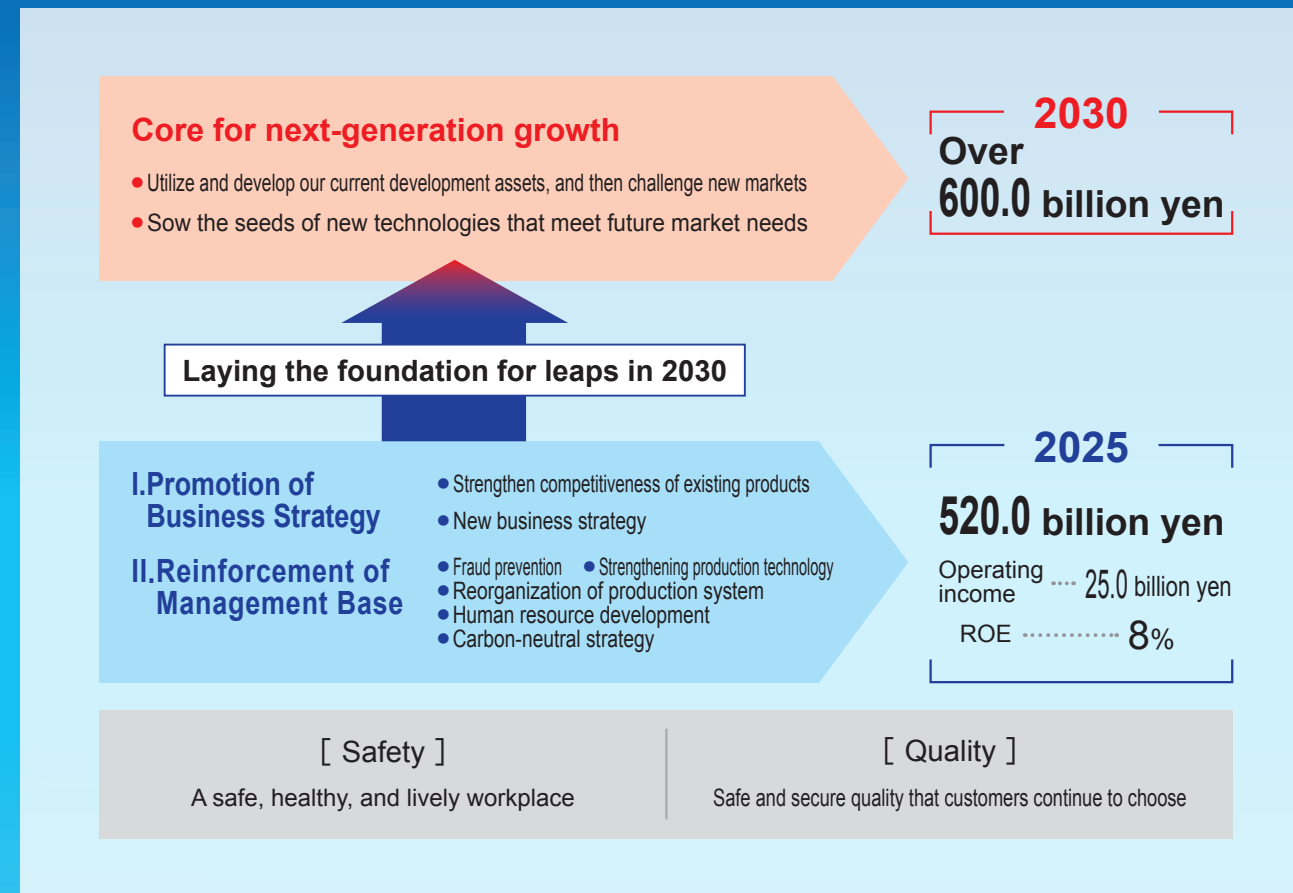 Core for next-generation growth
● Utilize and develop our current development assets, and then challenge new markets
● Sow the seeds of new technologies that meet future market needs
2030
Over
600.0 billion yen
Laying the foundation for leaps in 2030
I.Promotion of
Business Strategy
● Strengthen competitiveness of existing products
● New business strategy
II.Reinforcement of
Management Base
● Fraud prevention ● Strengthening production technology
● Reorganization of production system
● Human resource development
● Carbon-neutral strategy
2025
520.0 billion yen
Operating
income ···· 25.0 billion yen
ROE ············· 8%
[ Safety ]
A safe, healthy, and lively workplace
[ Quality ]
Safe and secure quality that customers continue to choose